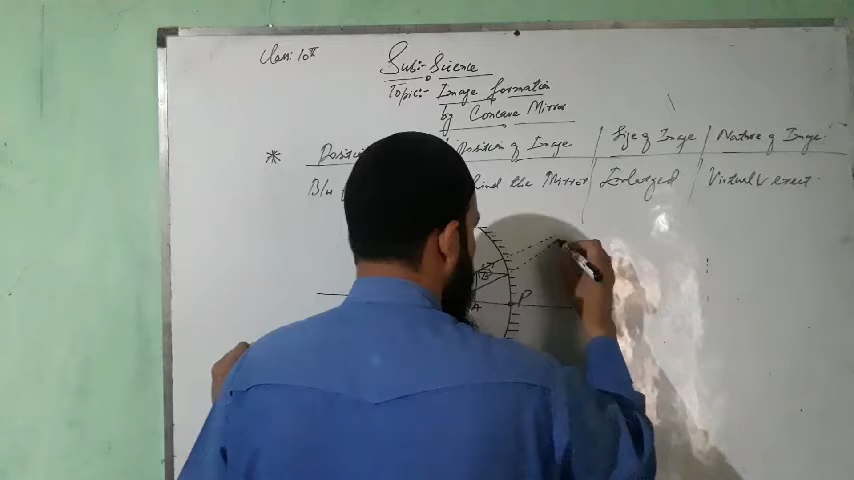 Class: 10th
Sub:- Science
Topic:- Image formation
by Concave Mirror
* Position of Image Size of Image Nature of Image.
B/w the Mirror Enlarged Virtual & erect.
B
A P